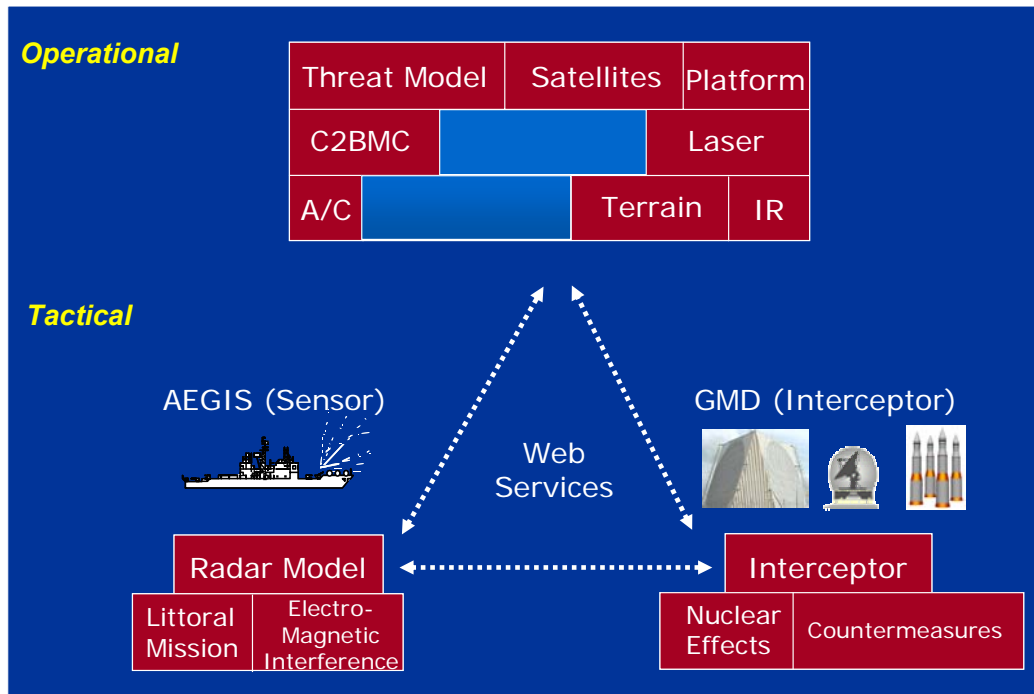 Operational
Threat Model
Satellites
Platform
C2BMC
Laser
A/C
Terrain
IR
Tactical
AEGIS (Sensor)
GMD (Interceptor)
Web
Services
Radar Model
Littoral
Mission
Electro-
Magnetic
Interference
Interceptor
Nuclear
Effects
Countermeasures